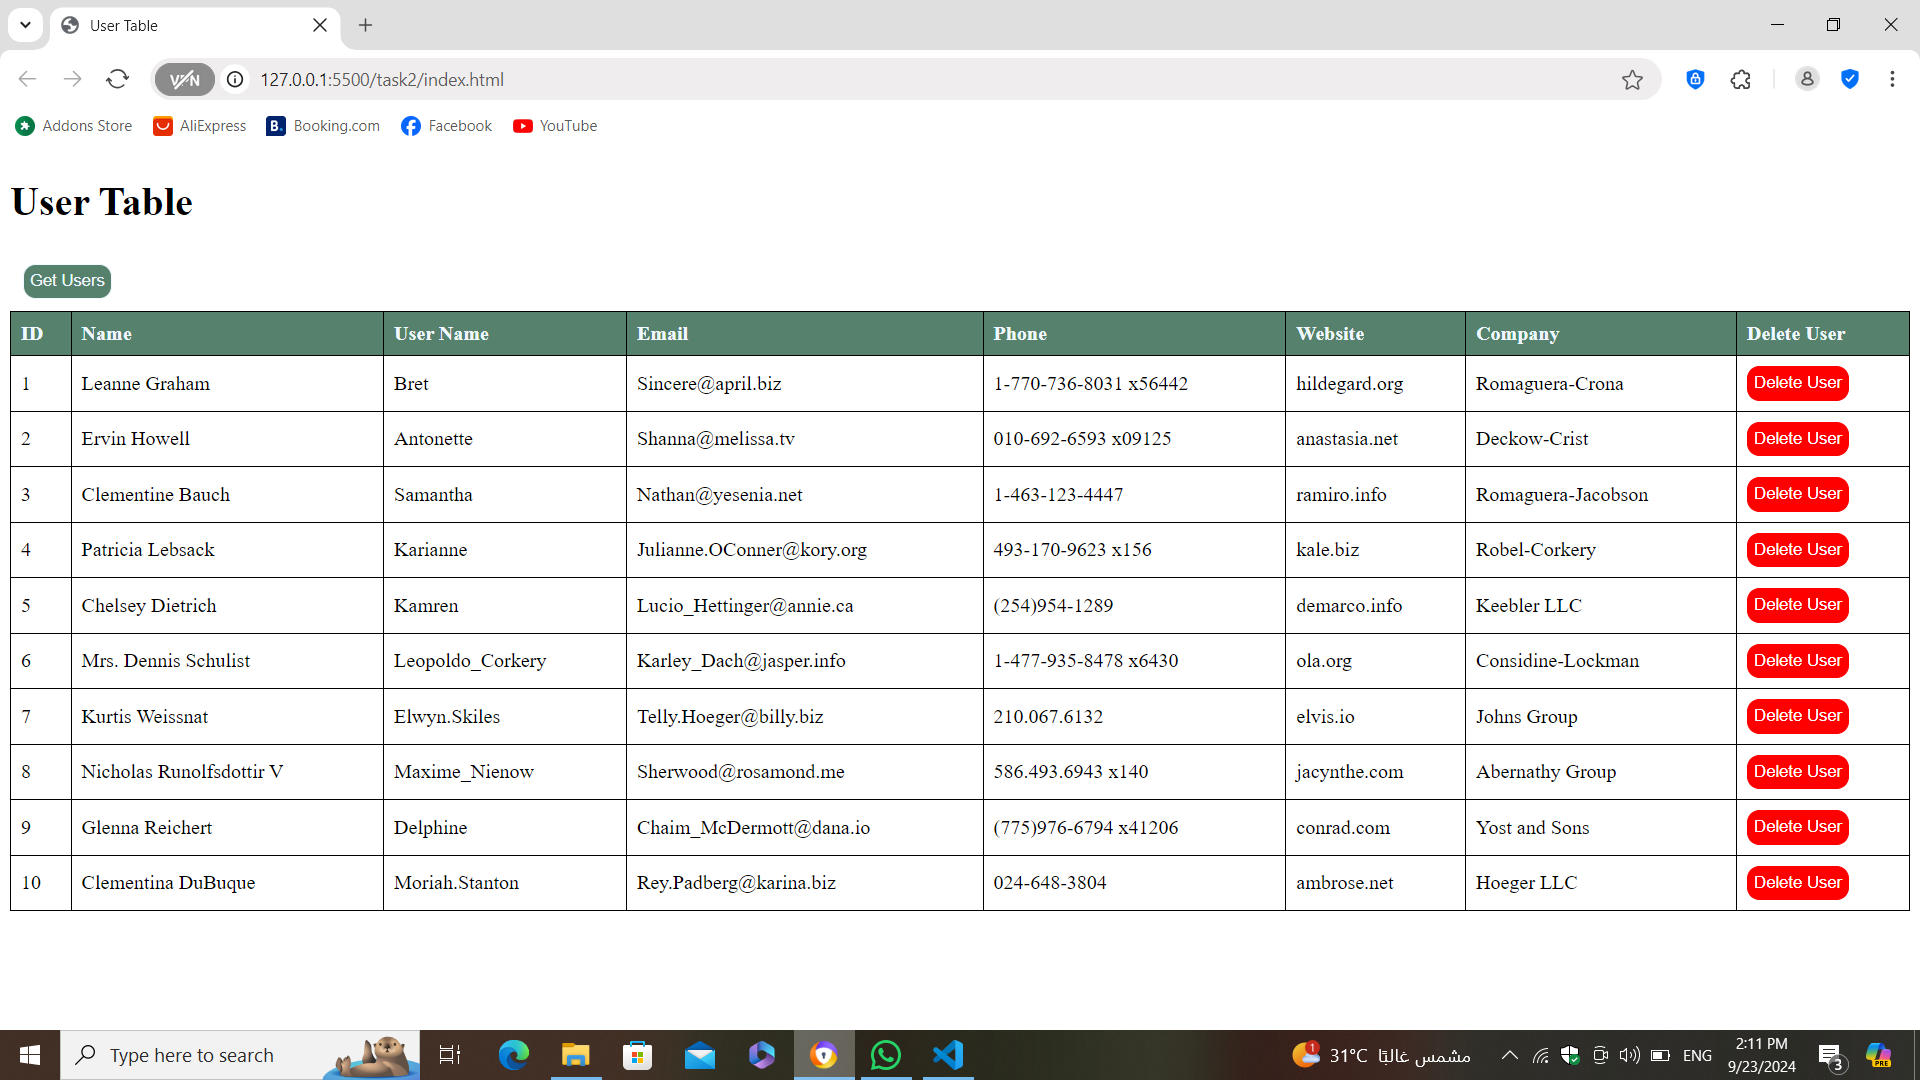 User Table
VPN
127.0.0.1:5500/task2/index.html
Addons Store AliExpress B. Booking.com Facebook YouTube
User Table
Get Users
ID Name User Name Email Phone Website Company Delete User
1 Leanne Graham Bret Sincere@april.biz 1-770-736-8031 x56442 hildegard.org Romaguera-Crona Delete User
2 Ervin Howell Antonette Shanna@melissa.tv 010-692-6593 x09125 anastasia.net Deckow-Crist Delete User
3 Clementine Bauch Samantha Nathan@yesenia.net 1-463-123-4447 ramiro.info Romaguera-Jacobson Delete User
4 Patricia Lebsack Karianne Julianne.OConner@kory.org 493-170-9623 x156 kale.biz Robel-Corkery Delete User
5 Chelsey Dietrich Kamren Lucio_Hettinger@annie.ca (254)954-1289 demarco.info Keebler LLC Delete User
6 Mrs. Dennis Schulist Leopoldo_Corkery Karley_Dach@jasper.info 1-477-935-8478 x6430 ola.org Considine-Lockman Delete User
7 Kurtis Weissnat Elwyn.Skiles Telly.Hoeger@billy.biz 210.067.6132 elvis.io Johns Group Delete User
8 Nicholas Runolfsdottir V Maxime_Nienow Sherwood@rosamond.me 586.493.6943 x140 jacynthe.com Abernathy Group Delete User
9 Glenna Reichert Delphine Chaim_McDermott@dana.io (775)976-6794 x41206 conrad.com Yost and Sons Delete User
10 Clementina DuBuque Moriah.Stanton Rey.Padberg@karina.biz 024-648-3804 ambrose.net Hoeger LLC Delete User
Type here to search 1 31°C مشمس غالبًا ENG 2:11 PM 3 PRE
9/23/2024